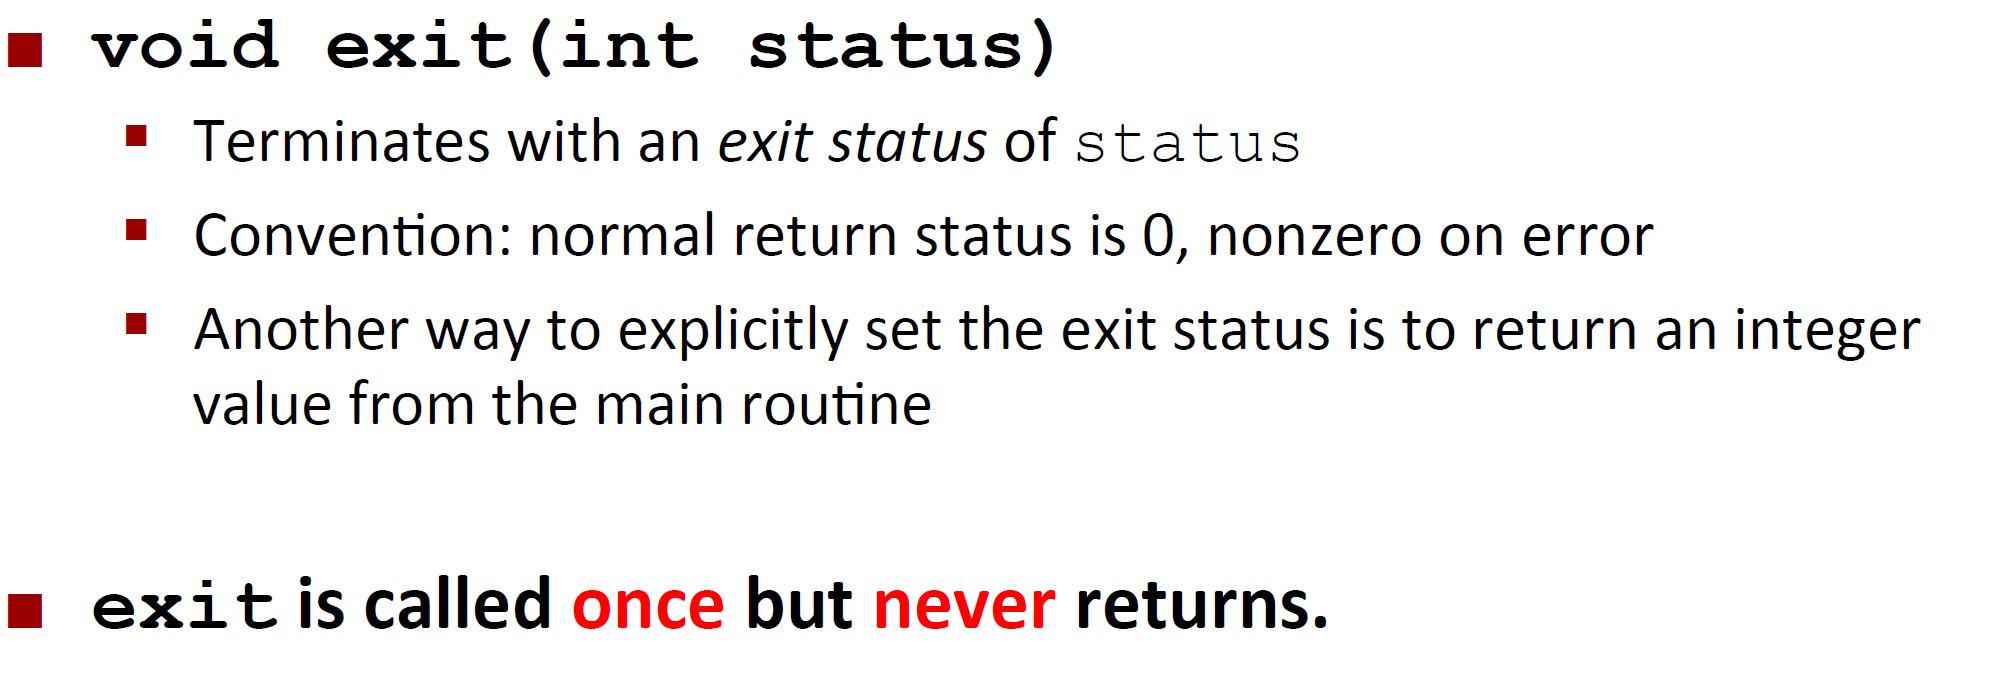 void exit(int status)
Terminates with an exit status of status
Convention: normal return status is 0, nonzero on error
Another way to explicitly set the exit status is to return an integer
value from the main routine
exit is called once but never returns.